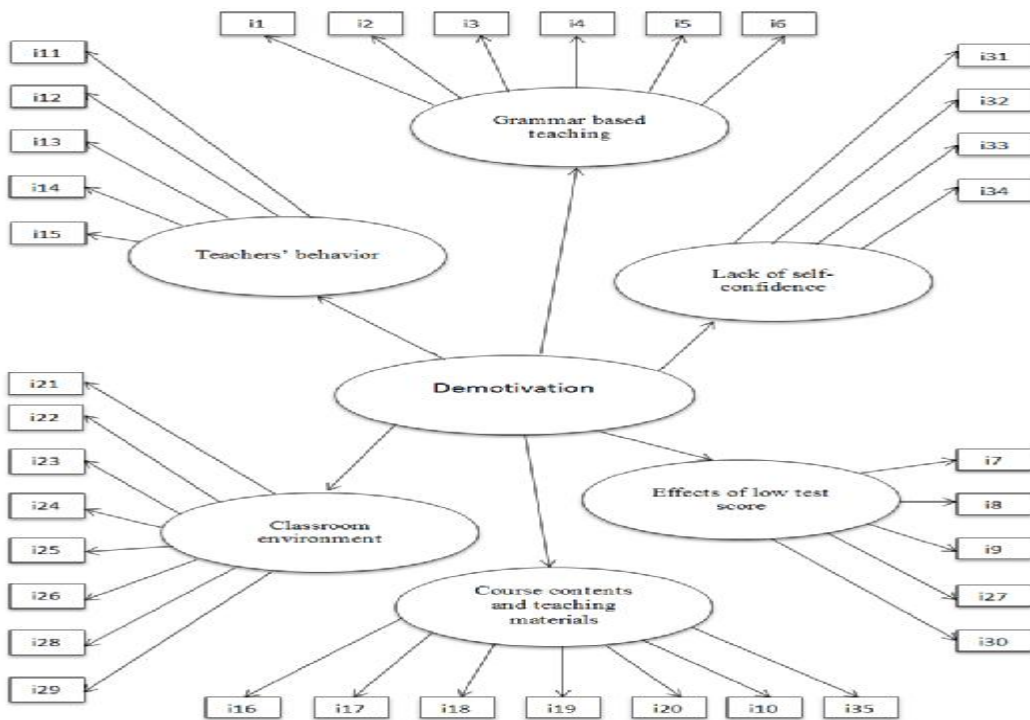 i1
i2
i3
i4
i5
i6
i11
i12
i13
i14
i15
i31
i32
i33
i34
Grammar based
teaching
Teachers' behavior
Lack of self-
confidence
Demotivation
i21
i22
i23
i24
i25
i26
i28
i29
Classroom
environment
Effects of low test
score
i7
i8
i9
i27
i30
Course contents
and teaching
materials
i16
i17
i18
i19
i20
i10
i35